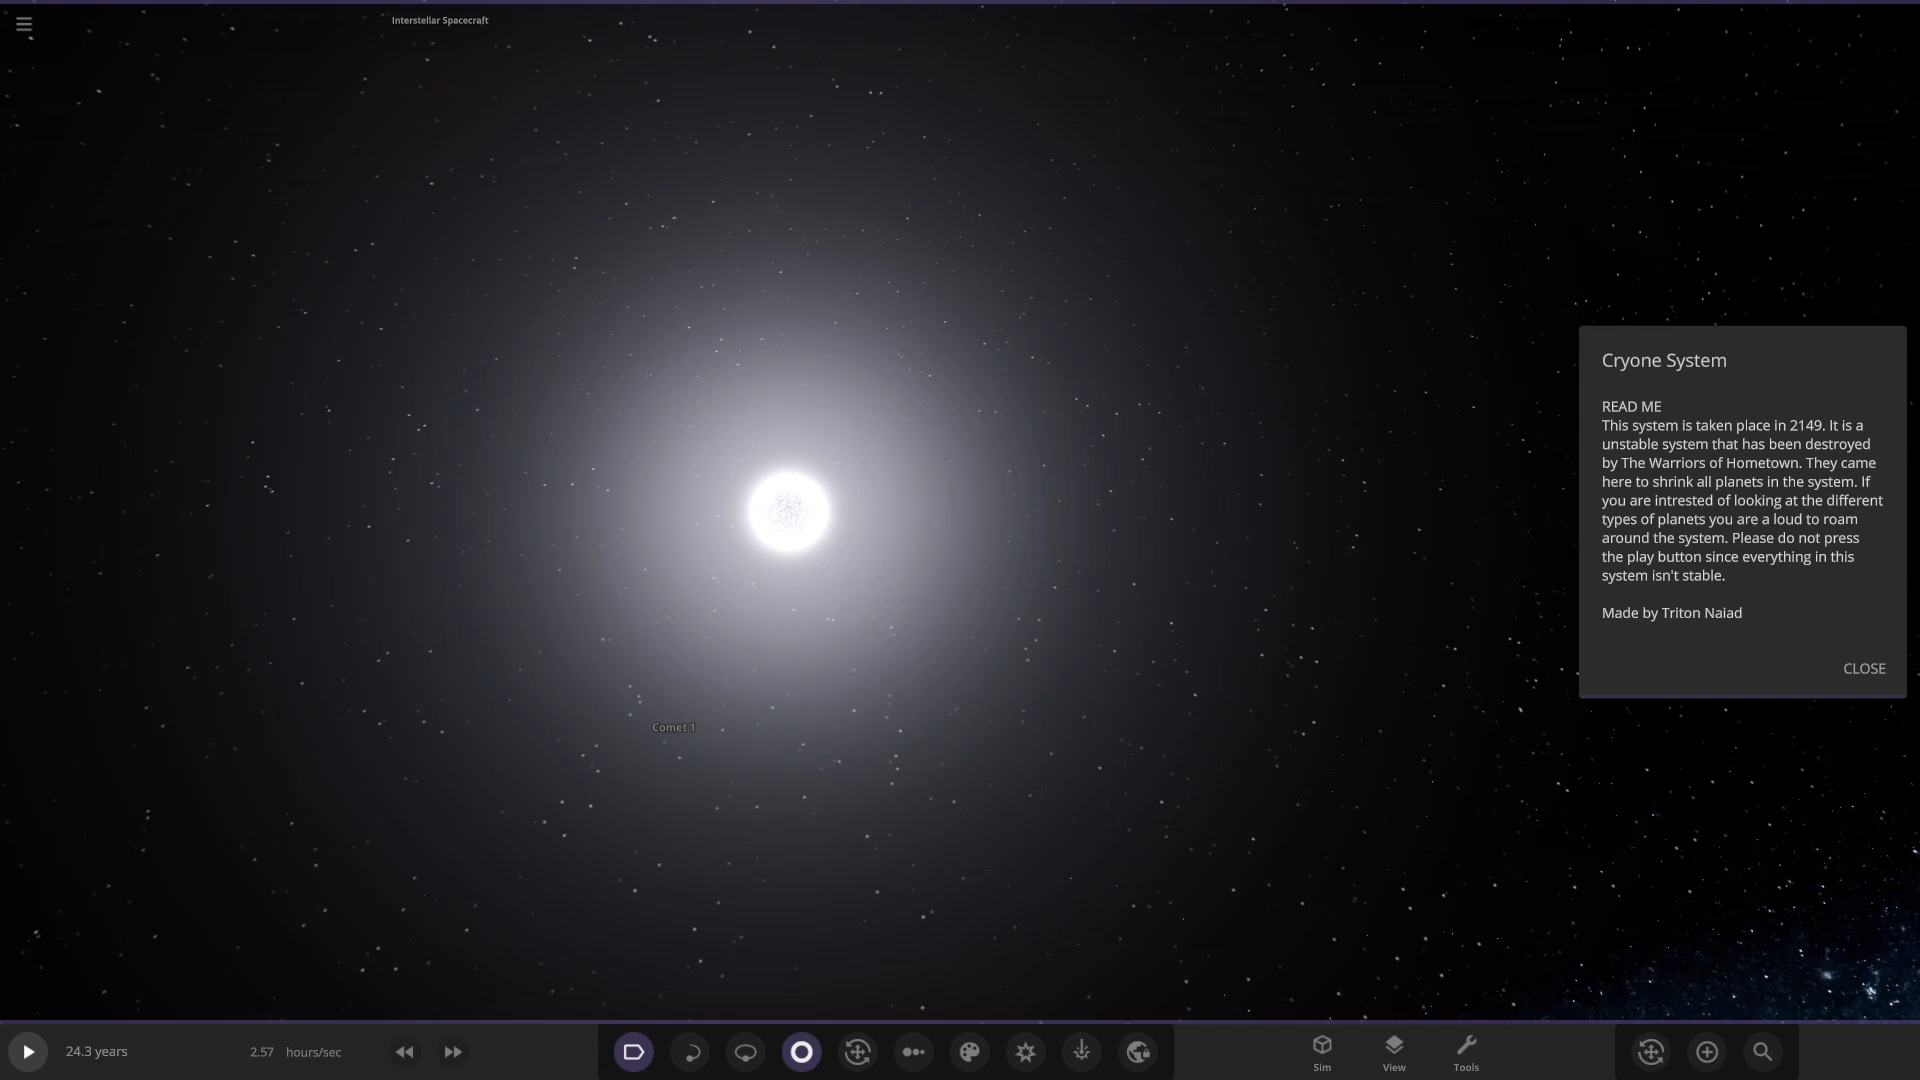 Interstellar Spacecraft
Cryone System
READ ME
This system is taken place in 2149. It is a
unstable system that has been destroyed
by The Warriors of Hometown. They came
here to shrink all planets in the system. If
you are intrested of looking at the different
types of planets you are a loud to roam
around the system. Please do not press
the play button since everything in this
system isn't stable.
Made by Triton Naiad
CLOSE
Comet 1
24.3 years
2.57 hours/sec
Sim
View
Tools